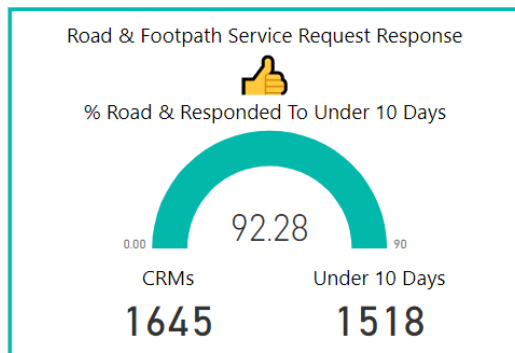 Road & Footpath Service Request Response
% Road & Responded To Under 10 Days
92.28
0.00 90
CRMs Under 10 Days
1645 1518